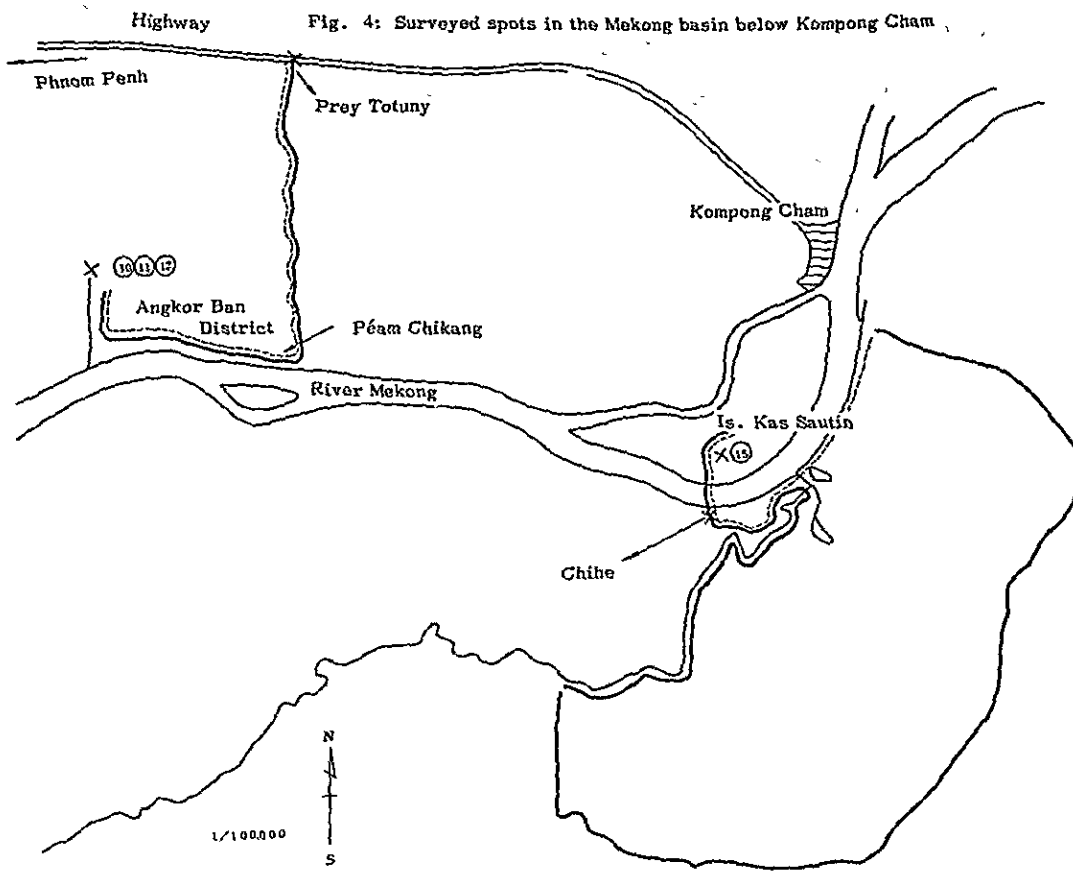 Highway
Fig. 4: Surveyed spots in the Mekong basin below Kompong Cham
Phnom Penh
Prey Totuny
Kompong Cham
10 11 12
Angkor Ban
District
Péam Chikang
River Mekong
Is. Kas Sautin
Chihe
N
1/100,000
S